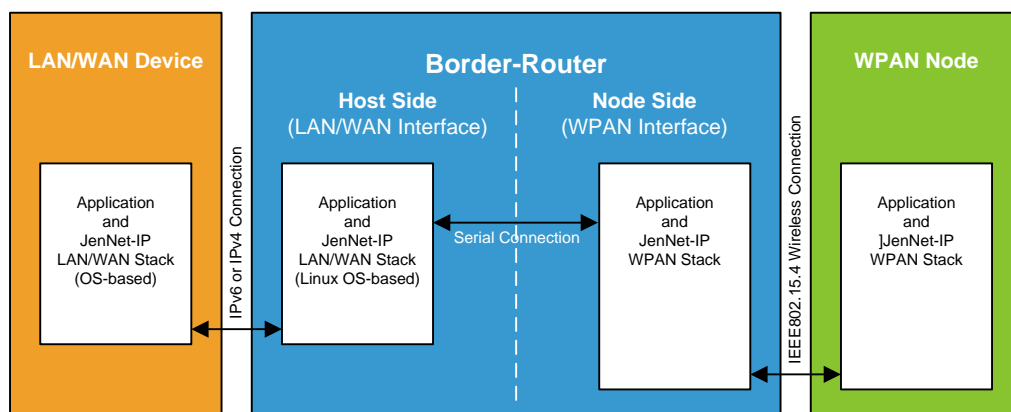 LAN/WAN Device
Application
and
JenNet-IP
LAN/WAN Stack
(OS-based)
IPv6 or IPv4 Connection
Border-Router
Host Side
(LAN/WAN Interface)
Application
and
JenNet-IP
LAN/WAN Stack
(Linux OS-based)
Serial Connection
Node Side
(WPAN Interface)
Application
and
JenNet-IP
WPAN Stack
IEEE802.15.4 Wireless Connection
WPAN Node
Application
and
]JenNet-IP
WPAN Stack